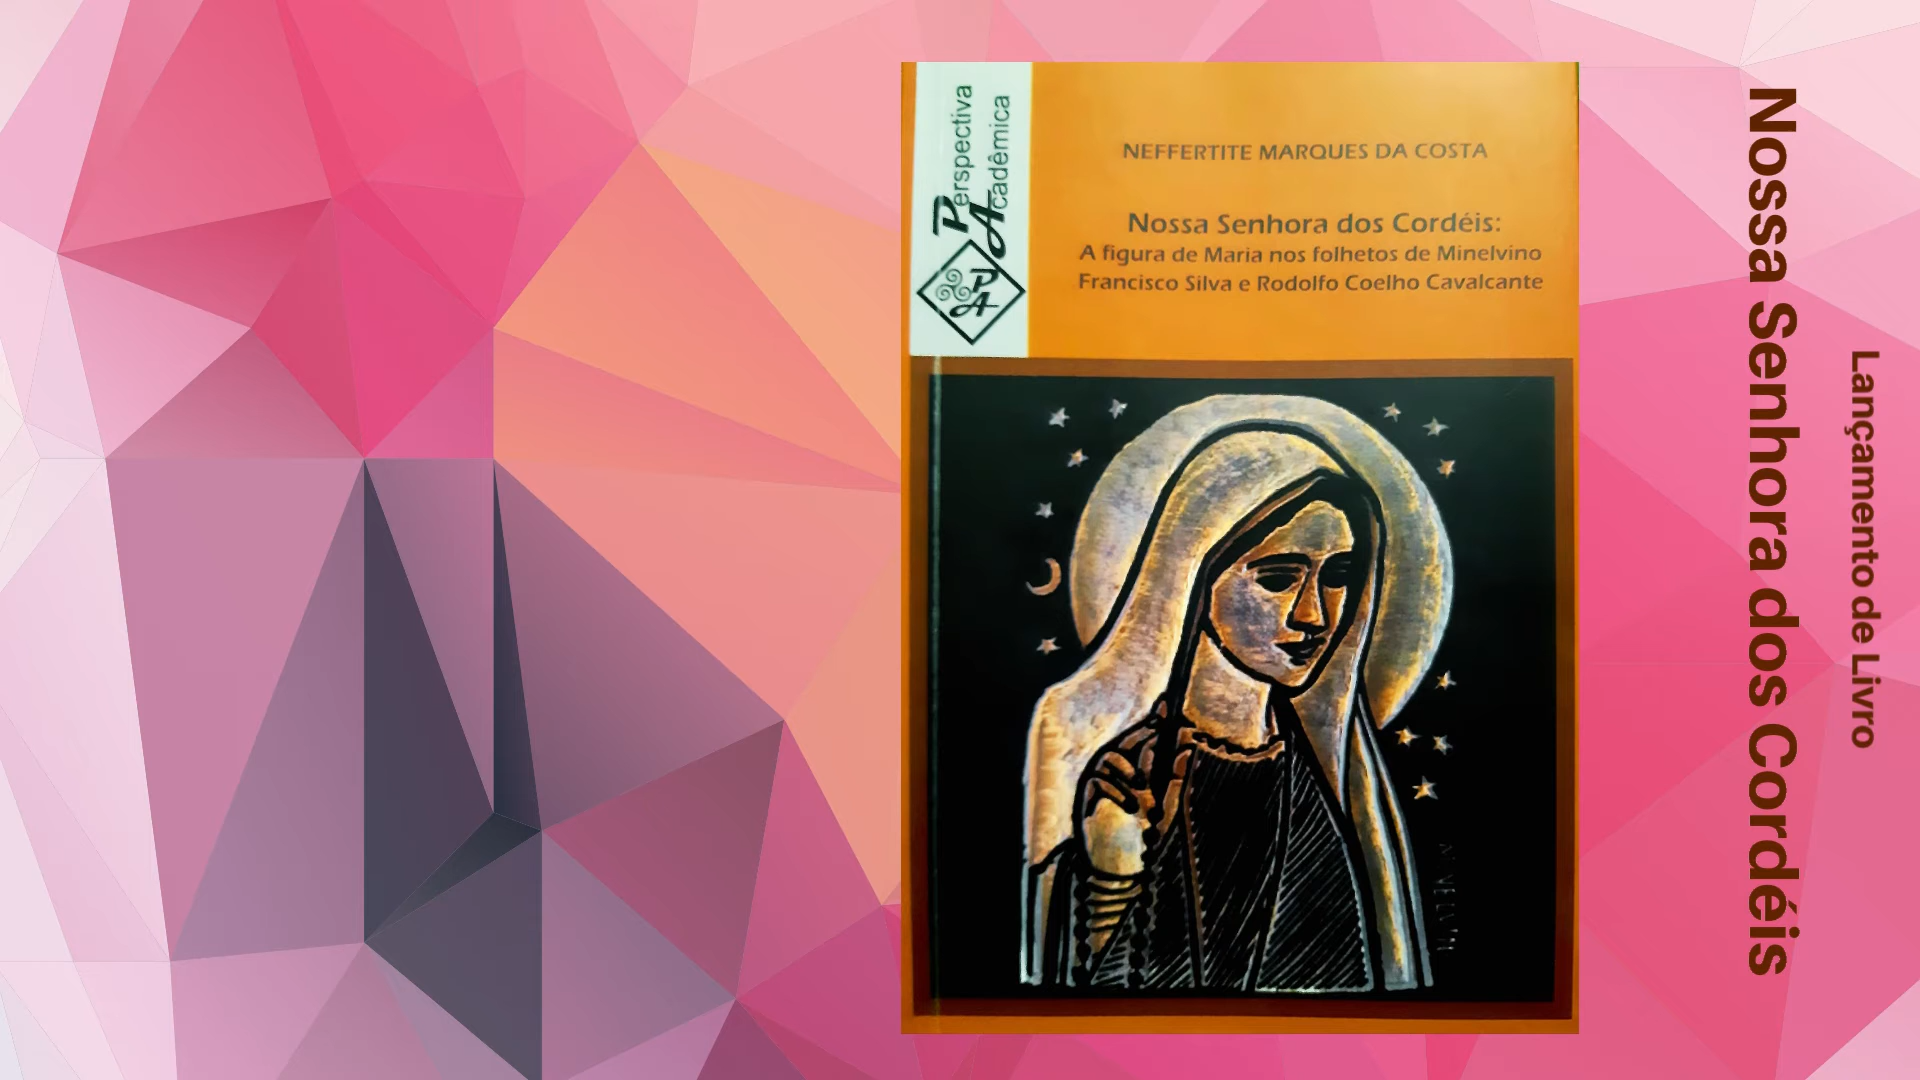 Perspectiva
Acadêmica
PA
NEFFERTITE MARQUES DA COSTA
Nossa Senhora dos Cordéis:
A figura de Maria nos folhetos de Minelvino
Francisco Silva e Rodolfo Coelho Cavalcante
Lançamento de Livro
Nossa Senhora dos Cordéis